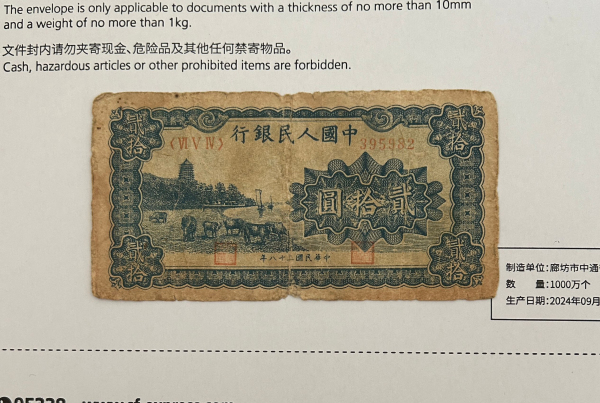 The envelope is only applicable to documents with a thickness of no more than 10mm
and a weight of no more than 1kg.
文件封内请勿夹寄现金、危险品及其他任何禁寄物品。
Cash, hazardous articles or other prohibited items are forbidden.
貳拾
貳拾
行銀民人國中
〈Ⅵ Ⅴ Ⅳ〉 395982
圓拾貳
年八十二國民華中
貳拾
貳拾
制造单位：廊坊市中通
数 量：1000万个
生产日期：2024年09月